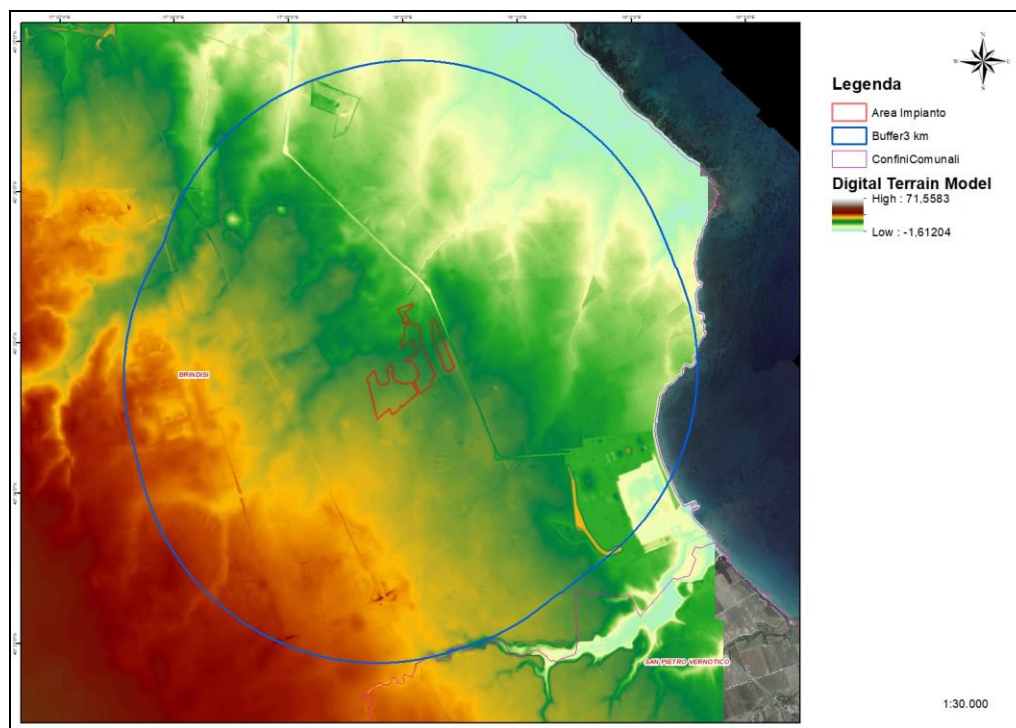 N
W E
S
Legenda
Area Impianto
Buffer3 km
ConfiniComunali
Digital Terrain Model
High : 71,5583
Low : -1,61204
BRINDISI
SAN PIETRO VERNOTICO
1:30.000